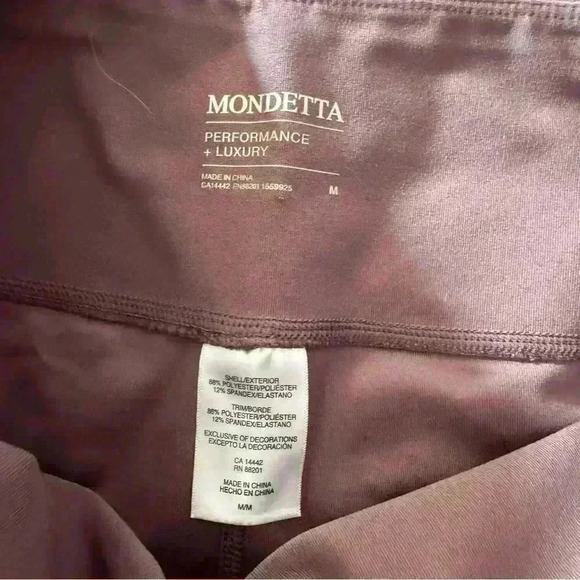 MONDETTA
PERFORMANCE
+ LUXURY
MADE IN CHINA
CA14442 RN88201 1559925 M
SHELL/EXTERIOR
88% POLYESTER/POLIÉSTER
12% SPANDEX/ELASTANO
TRIM/BORDE
88% POLYESTER/POLIÉSTER
12% SPANDEX/ELASTANO
EXCLUSIVE OF DECORATIONS
EXCEPTO LA DECORACIÓN
CA 14442
RN 88201
MADE IN CHINA
HECHO EN CHINA
M/M